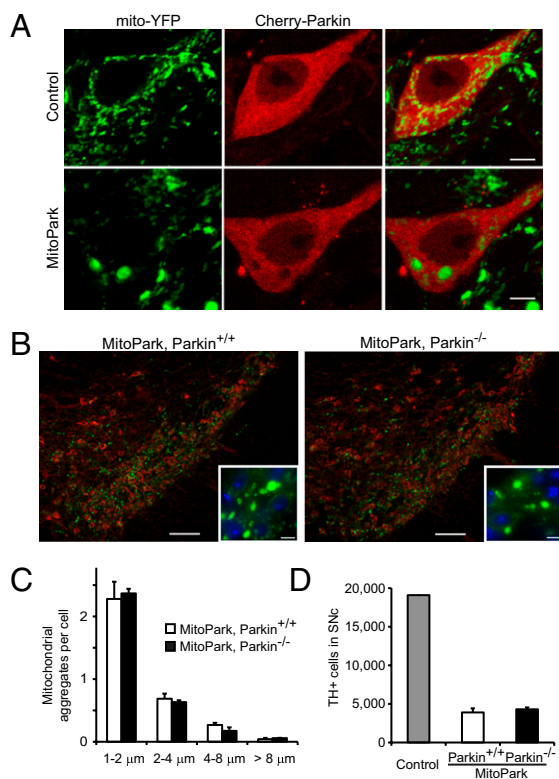 A
mito-YFP Cherry-Parkin
Control
MitoPark
B
MitoPark, Parkin+/+ MitoPark, Parkin-/-
C
Mitochondrial
aggregates per cell
2
1
0
MitoPark, Parkin+/+
MitoPark, Parkin-/-
1-2 μm 2-4 μm 4-8 μm > 8 μm
D
TH+ cells in SNc
20,000
15,000
10,000
5,000
0
Control Parkin+/+ Parkin-/-
MitoPark